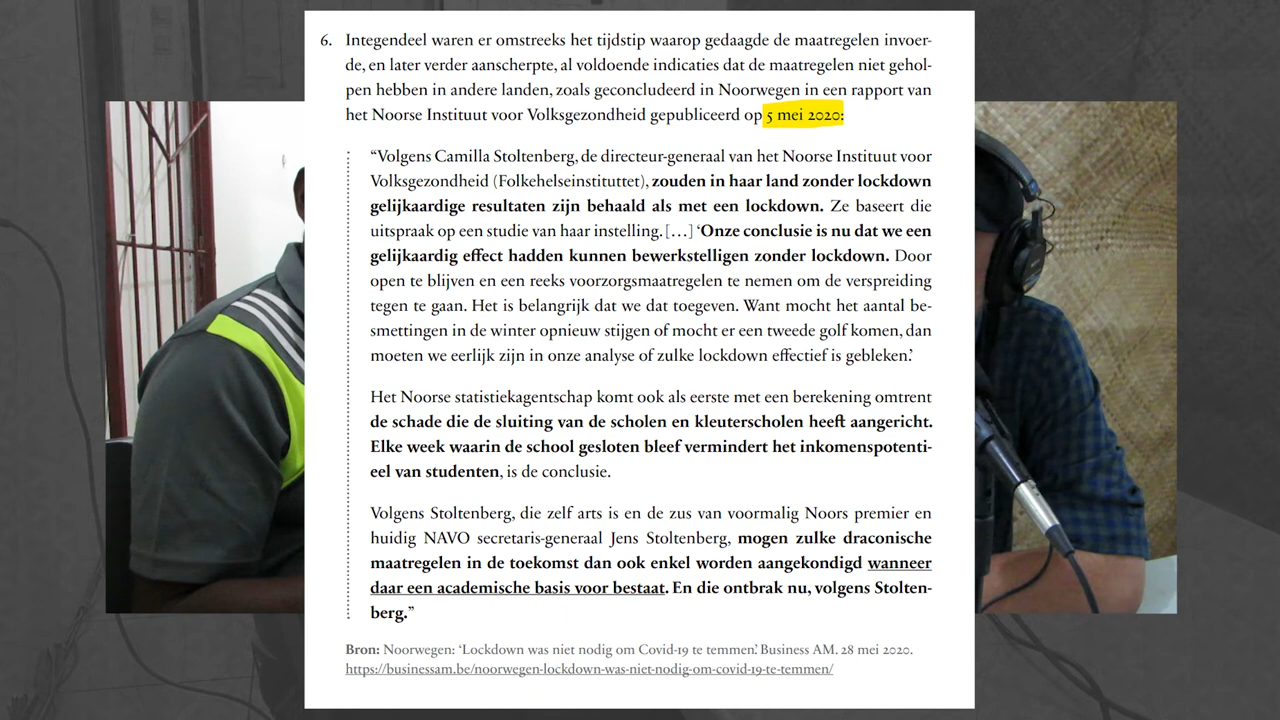 6. Integendeel waren er omstreeks het tijdstip waarop gedaagde de maatregelen invoer-
de, en later verder aanscherpte, al voldoende indicaties dat de maatregelen niet gehol-
pen hebben in andere landen, zoals geconcludeerd in Noorwegen in een rapport van
het Noorse Instituut voor Volksgezondheid gepubliceerd op 5 mei 2020:
“Volgens Camilla Stoltenberg, de directeur-generaal van het Noorse Instituut voor
Volksgezondheid (Folkehelseinstituttet), zouden in haar land zonder lockdown
gelijkaardige resultaten zijn behaald als met een lockdown. Ze baseert die
uitspraak op een studie van haar instelling. […] ‘Onze conclusie is nu dat we een
gelijkaardig effect hadden kunnen bewerkstelligen zonder lockdown. Door
open te blijven en een reeks voorzorgsmaatregelen te nemen om de verspreiding
tegen te gaan. Het is belangrijk dat we dat toegeven. Want mocht het aantal be-
smettingen in de winter opnieuw stijgen of mocht er een tweede golf komen, dan
moeten we eerlijk zijn in onze analyse of zulke lockdown effectief is gebleken.’
Het Noorse statistiekagentschap komt ook als eerste met een berekening omtrent
de schade die de sluiting van de scholen en kleuterscholen heeft aangericht.
Elke week waarin de school gesloten bleef vermindert het inkomenspotenti-
eel van studenten, is de conclusie.
Volgens Stoltenberg, die zelf arts is en de zus van voormalig Noors premier en
huidig NAVO secretaris-generaal Jens Stoltenberg, mogen zulke draconische
maatregelen in de toekomst dan ook enkel worden aangekondigd wanneer
daar een academische basis voor bestaat. En die ontbrak nu, volgens Stolten-
berg.”
Bron: Noorwegen: ‘Lockdown was niet nodig om Covid-19 te temmen’. Business AM. 28 mei 2020.
https://businessam.be/noorwegen-lockdown-was-niet-nodig-om-covid-19-te-temmen/